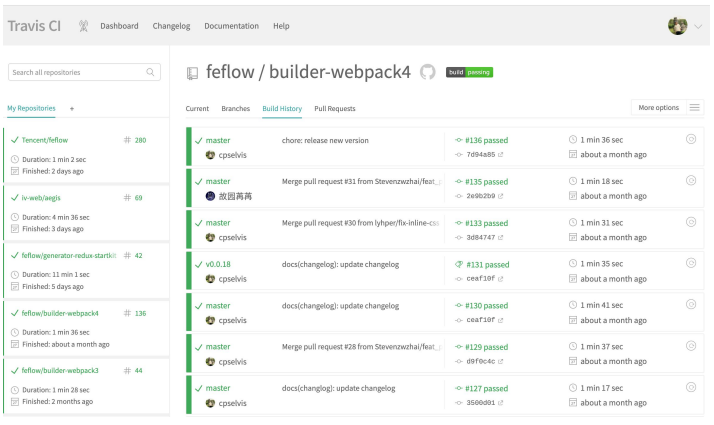 Travis CI Dashboard Changelog Documentation Help
Search all repositories
My Repositories +
Tencent/feflow # 280
Duration: 1 min 2 sec
Finished: 2 days ago
iv-web/aegis # 69
Duration: 4 min 36 sec
Finished: 3 days ago
feflow/generator-redux-startkit # 42
Duration: 11 min 1 sec
Finished: 5 days ago
feflow/builder-webpack4 # 136
Duration: 1 min 36 sec
Finished: about a month ago
feflow/builder-webpack3 # 44
Duration: 1 min 28 sec
Finished: 2 months ago
feflow / builder-webpack4 build passing
Current Branches Build History Pull Requests More options
master chore: release new version #136 passed 1 min 36 sec
cpselvis 7d94a85 about a month ago
master Merge pull request #31 from Stevenzwzhai/feat_ #135 passed 1 min 18 sec
故园苒苒 2e9b2b9 about a month ago
master Merge pull request #30 from lyhper/fix-inline-css #133 passed 1 min 31 sec
cpselvis 3d84747 about a month ago
v0.0.18 docs(changelog): update changelog #131 passed 1 min 35 sec
cpselvis ceaf10f about a month ago
master docs(changelog): update changelog #130 passed 1 min 41 sec
cpselvis ceaf10f about a month ago
master Merge pull request #28 from Stevenzwzhai/feat_ #129 passed 1 min 37 sec
cpselvis d9f0c4c about a month ago
master docs(changlog): update changelog #127 passed 1 min 17 sec
cpselvis 3500d01 about a month ago